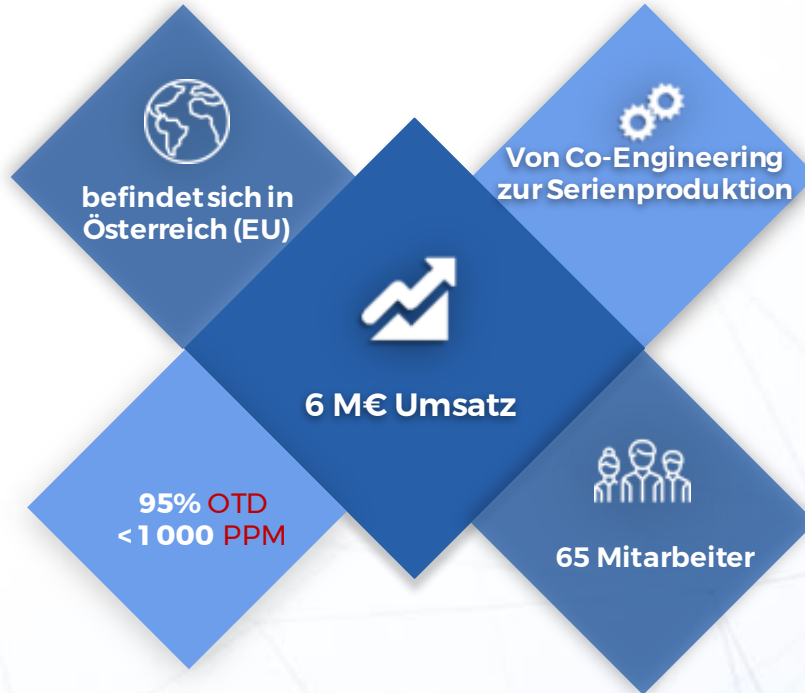 befindet sich in
Österreich (EU)
Von Co-Engineering
zur Serienproduktion
6 M€ Umsatz
95% OTD
< 1 000 PPM
65 Mitarbeiter